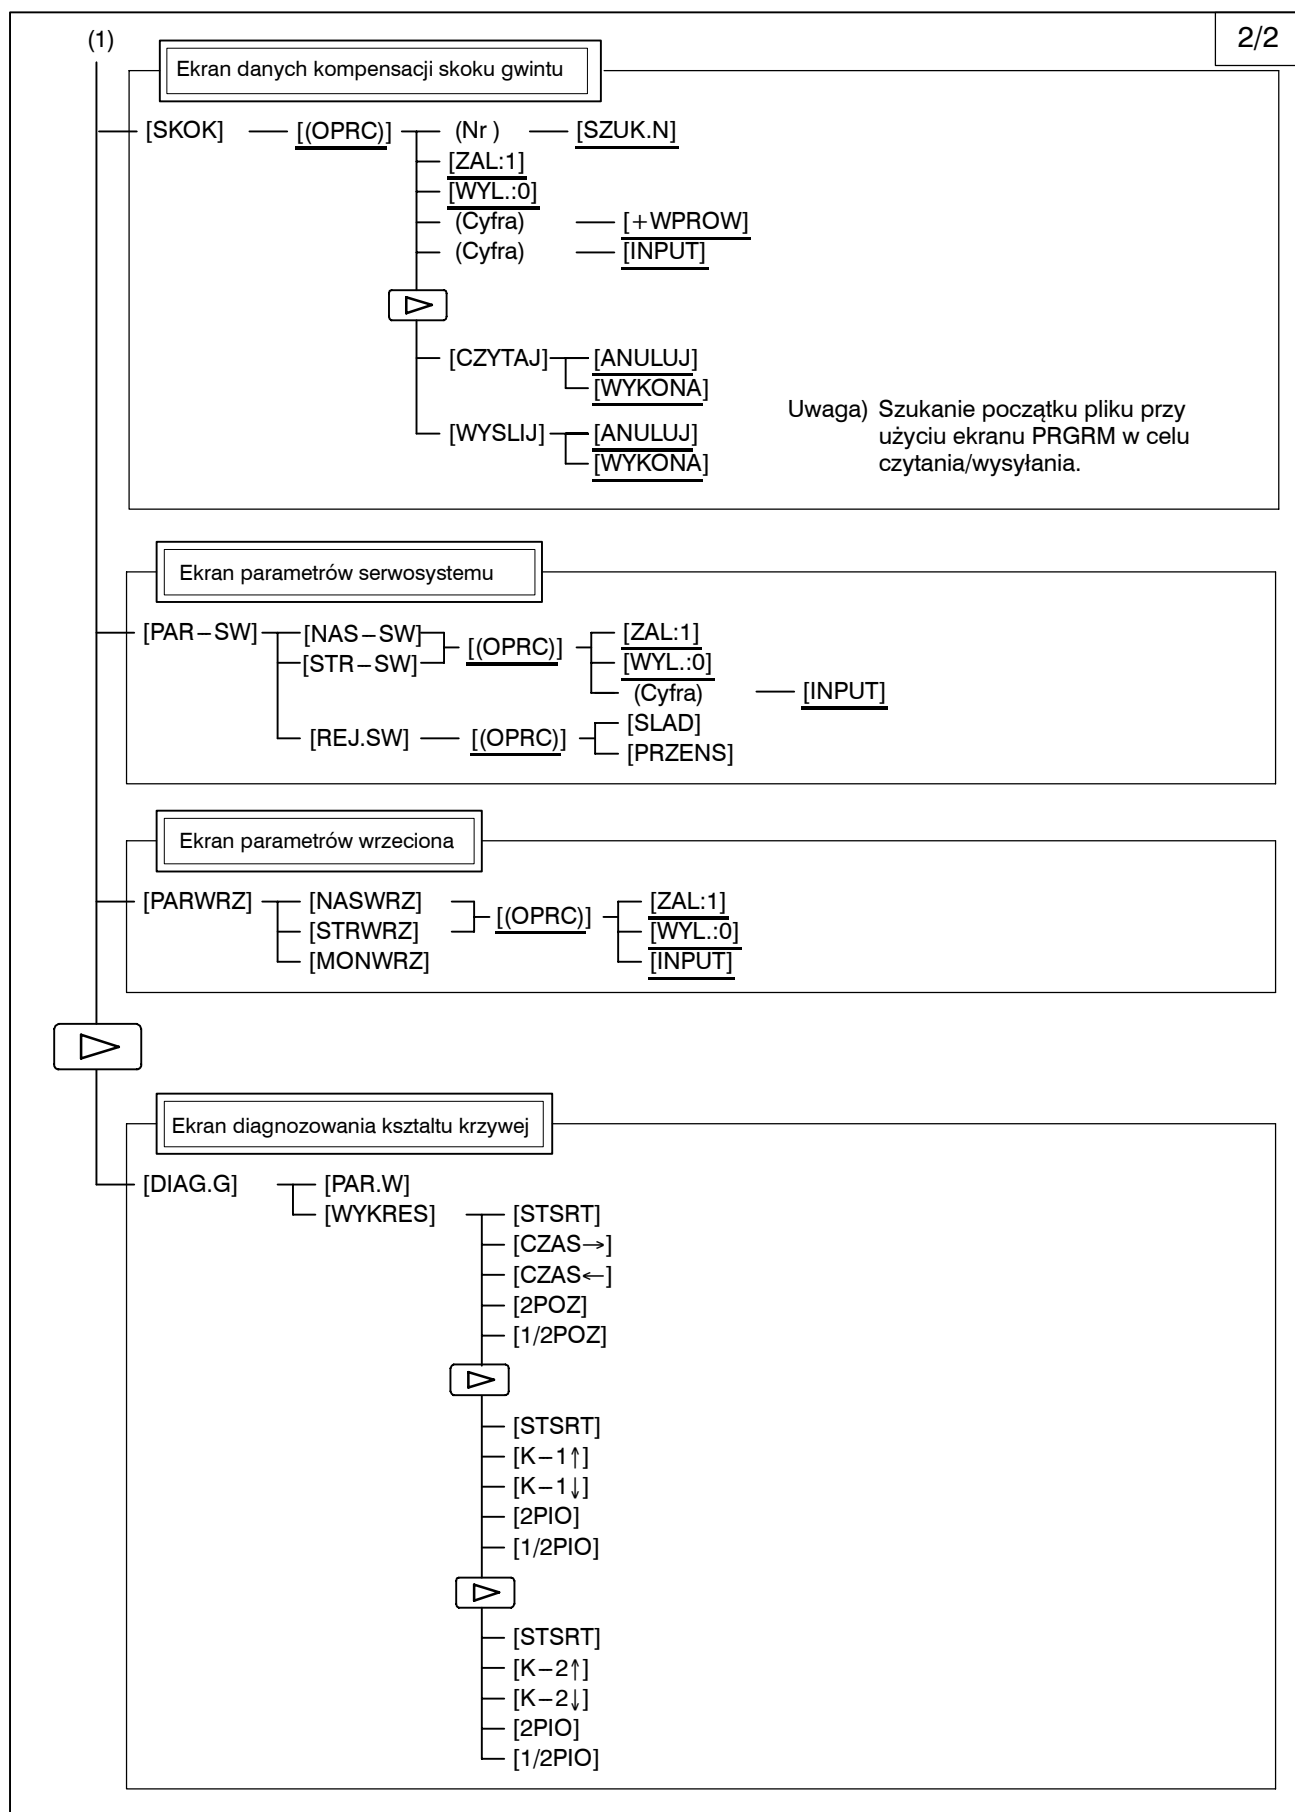 (1)
2/2
Ekran danych kompensacji skoku gwintu
[SKOK] [(OPRC)] (Nr ) [SZUK.N]
[ZAL:1]
[WYL.:0]
(Cyfra) [+WPROW]
(Cyfra) [INPUT]
[CZYTAJ] [ANULUJ]
[WYKONA]
[WYSLIJ] [ANULUJ]
[WYKONA]
Uwaga) Szukanie początku pliku przy
użyciu ekranu PRGRM w celu
czytania/wysyłania.
Ekran parametrów serwosystemu
[PAR–SW] [NAS–SW] [(OPRC)] [ZAL:1]
[STR–SW] [WYL.:0]
(Cyfra) [INPUT]
[REJ.SW] [(OPRC)] [SLAD]
[PRZENS]
Ekran parametrów wrzeciona
[PARWRZ] [NASWRZ] [(OPRC)] [ZAL:1]
[STRWRZ] [WYL.:0]
[MONWRZ] [INPUT]
Ekran diagnozowania ksztaltu krzywej
[DIAG.G] [PAR.W]
[WYKRES] [STSRT]
[CZAS→]
[CZAS←]
[2POZ]
[1/2POZ]
[STSRT]
[K–1↑]
[K–1↓]
[2PIO]
[1/2PIO]
[STSRT]
[K–2↑]
[K–2↓]
[2PIO]
[1/2PIO]